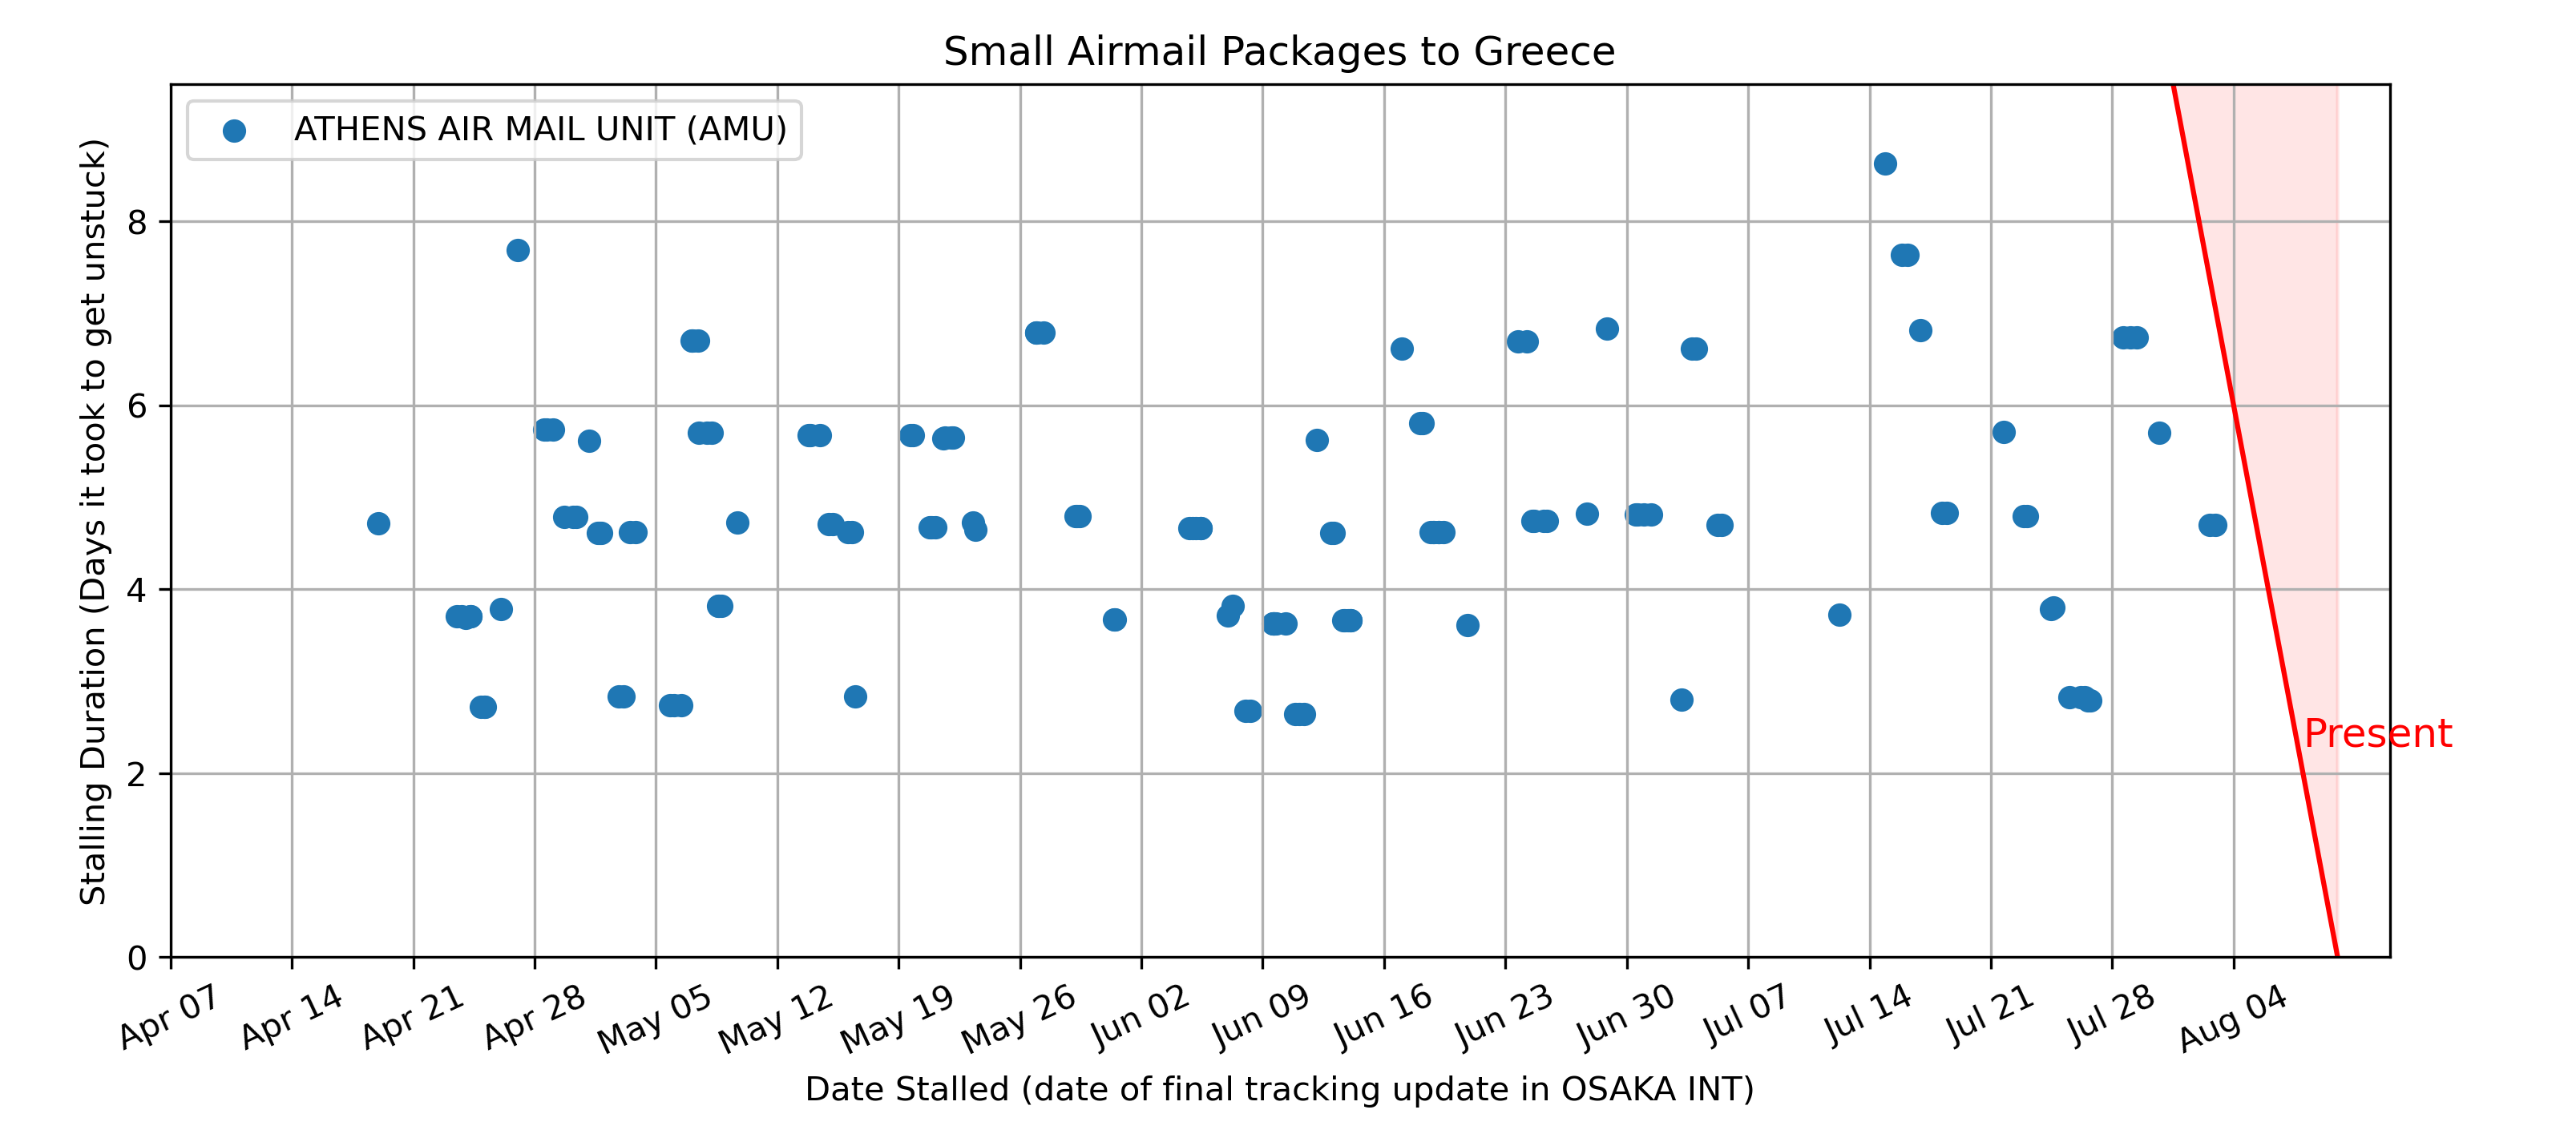 Small Airmail Packages to Greece
ATHENS AIR MAIL UNIT (AMU)
Stalling Duration (Days it took to get unstuck)
8
6
4
2
0
Present
Apr 07
Apr 14
Apr 21
Apr 28
May 05
May 12
May 19
May 26
Jun 02
Jun 09
Jun 16
Jun 23
Jun 30
Jul 07
Jul 14
Jul 21
Jul 28
Aug 04
Date Stalled (date of final tracking update in OSAKA INT)